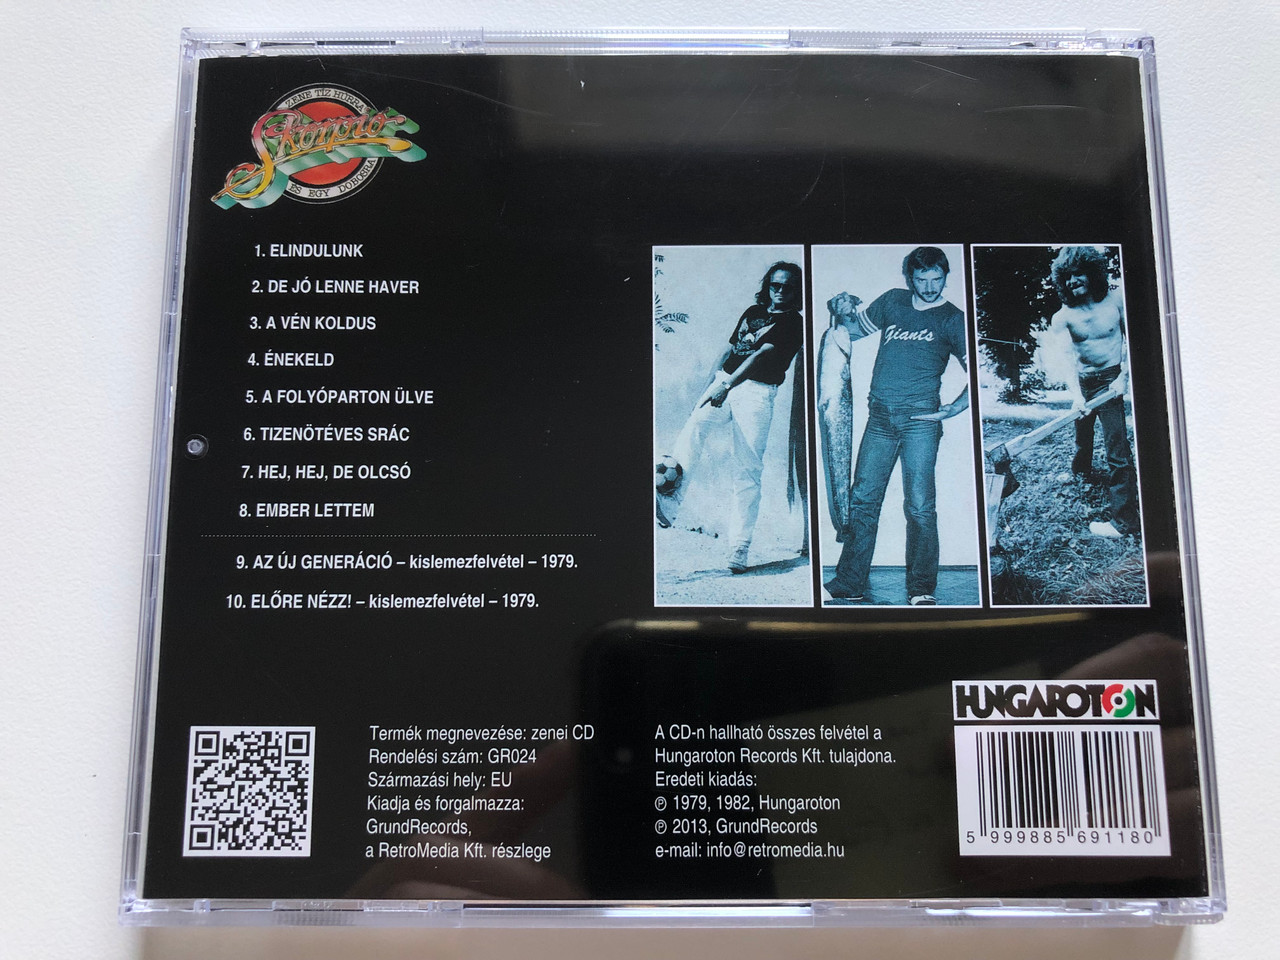 ZENE TÍZ HÚRRA
Skorpió
ÉS EGY DOBOSRA
1. ELINDULUNK
2. DE JÓ LENNE HAVER
3. A VÉN KOLDUS
4. ÉNEKELD
5. A FOLYÓPARTON ÜLVE
6. TIZENÖTÉVES SRÁC
7. HEJ, HEJ, DE OLCSÓ
8. EMBER LETTEM
9. AZ ÚJ GENERÁCIÓ – kislemezfelvétel – 1979.
10. ELŐRE NÉZZ! – kislemezfelvétel – 1979.
Giants
Termék megnevezése: zenei CD
Rendelési szám: GR024
Származási hely: EU
Kiadja és forgalmazza:
GrundRecords,
a RetroMedia Kft. részlege
A CD-n hallható összes felvétel a
Hungaroton Records Kft. tulajdona.
Eredeti kiadás:
℗ 1979, 1982, Hungaroton
℗ 2013, GrundRecords
e-mail: info@retromedia.hu
HUNGAROTON
5 999885 691180